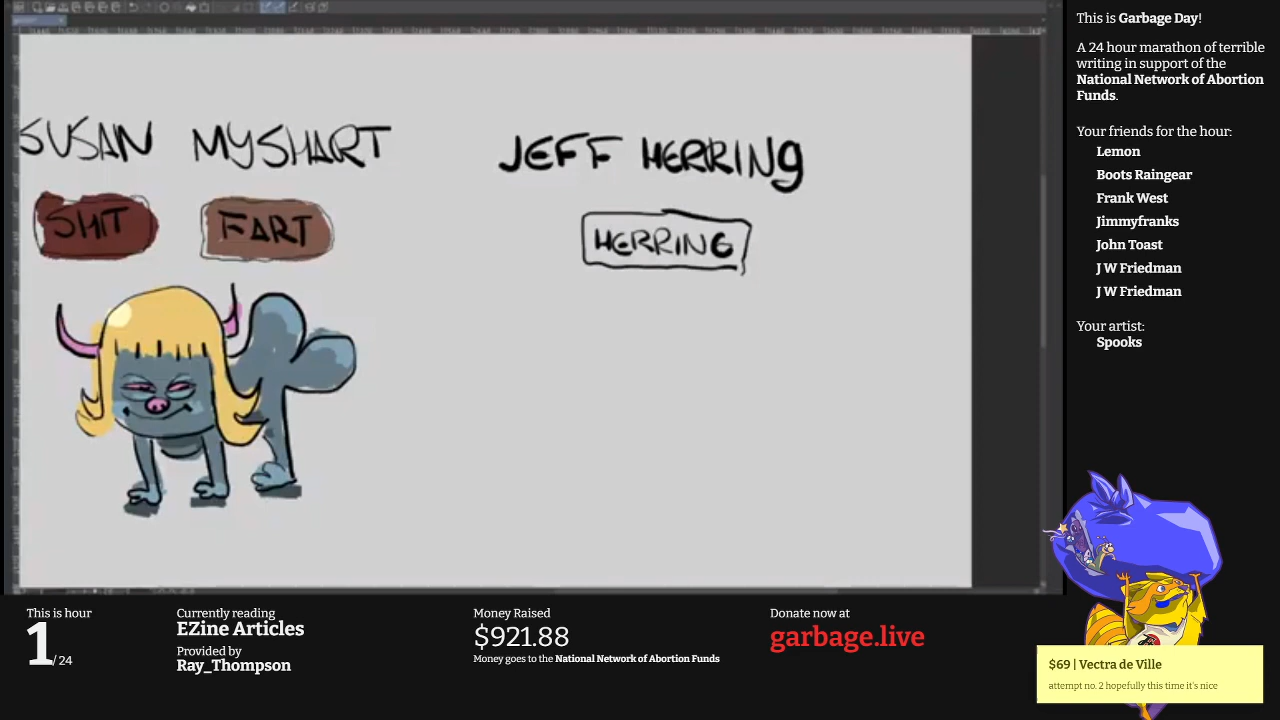 SUSAN MYSHART
JEFF HERRING
SHIT
FART
HERRING
This is Garbage Day!
A 24 hour marathon of terrible
writing in support of the
National Network of Abortion
Funds.
Your friends for the hour:
Lemon
Boots Raingear
Frank West
Jimmyfranks
John Toast
J W Friedman
J W Friedman
Your artist:
Spooks
This is hour
1 / 24
Currently reading
EZine Articles
Provided by
Ray_Thompson
Money Raised
$921.88
Money goes to the National Network of Abortion Funds
Donate now at
garbage.live
$69 | Vectra de Ville
attempt no. 2 hopefully this time it's nice